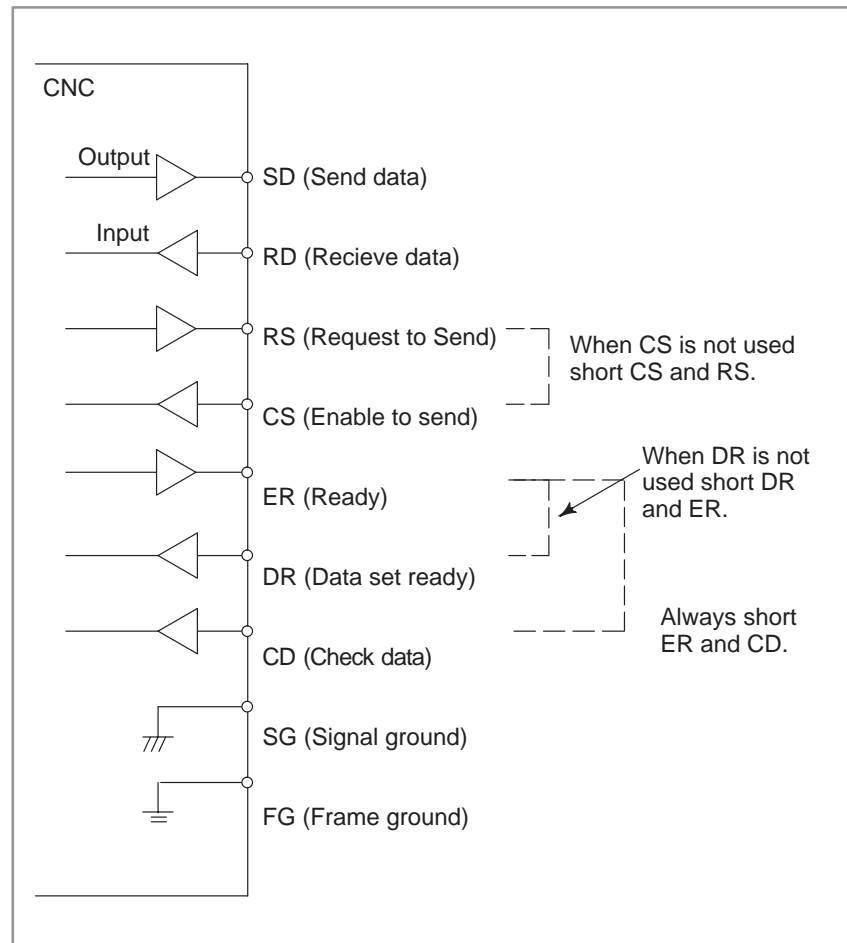 CNC
Output
SD (Send data)
Input
RD (Recieve data)
RS (Request to Send)
When CS is not used
short CS and RS.
CS (Enable to send)
When DR is not
used short DR
and ER.
ER (Ready)
DR (Data set ready)
Always short
ER and CD.
CD (Check data)
SG (Signal ground)
FG (Frame ground)